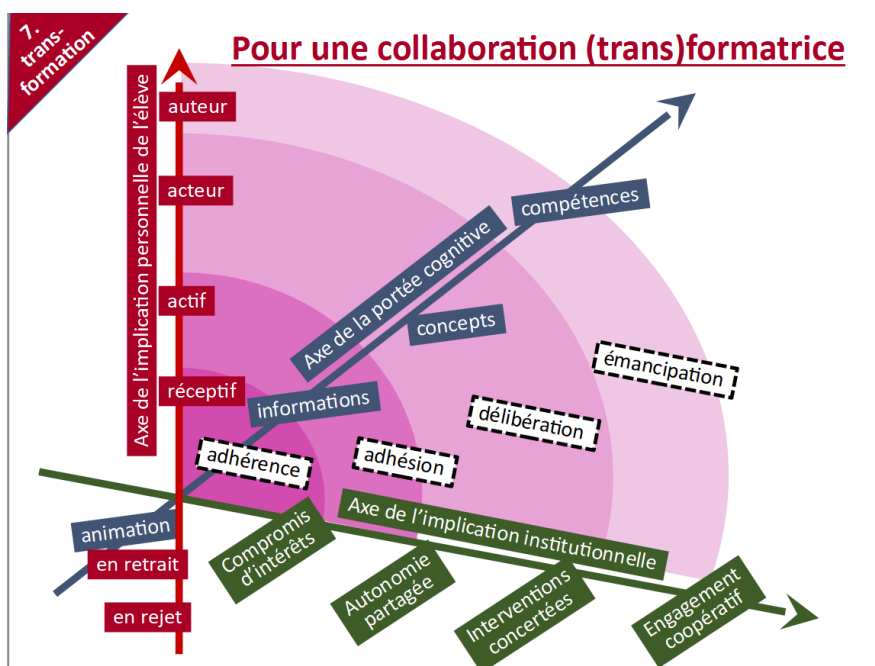 7.
trans-
formation
Pour une collaboration (trans)formatrice
Axe de l'implication personnelle de l'élève
auteur
acteur
actif
réceptif
en retrait
en rejet
Axe de la portée cognitive
compétences
concepts
informations
animation
adhérence
adhésion
délibération
émancipation
Axe de l'implication institutionnelle
Compromis
d'intérêts
Autonomie
partagée
Interventions
concertées
Engagement
coopératif